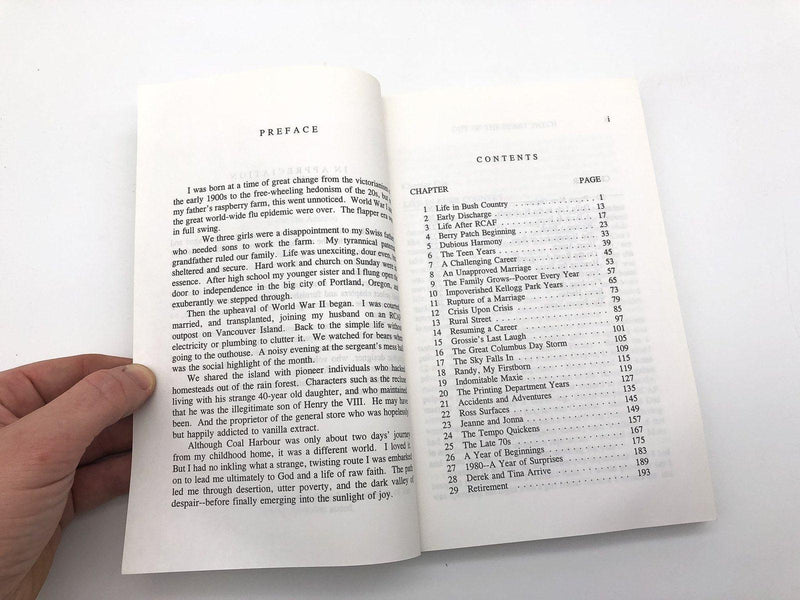 PREFACE
I was born at a time of great change from the victorianism
the early 1900s to the free-wheeling hedonism of the 20s, but
my father's raspberry farm, this went unnoticed. World War I
the great world-wide flu epidemic were over. The flapper era
in full swing.
We three girls were a disappointment to my Swiss father,
who needed sons to work the farm. My tyrannical paternal
grandfather ruled our family. Life was unexciting, dour even, but
sheltered and secure. Hard work and church on Sunday were
essence. After high school my younger sister and I flung open
door to independence in the big city of Portland, Oregon, and
exuberantly we stepped through.
Then the upheaval of World War II began. I was courted,
married, and transplanted, joining my husband on an RCAF
outpost on Vancouver Island. Back to the simple life without
electricity or plumbing to clutter it. We watched for bears when
going to the outhouse. A noisy evening at the sergeant's mess hall
was the social highlight of the month.
We shared the island with pioneer individuals who hacked
homesteads out of the rain forest. Characters such as the recluse
living with his strange 40-year old daughter, and who maintained
that he was the illegitimate son of Henry the VIII. He may have
been. And the proprietor of the general store who was hopelessly
but happily addicted to vanilla extract.
Although Coal Harbour was only about two days' journey
from my childhood home, it was a different world. I loved it.
But I had no inkling what a strange, twisting route I was embarked
on to lead me ultimately to God and a life of raw faith. The path
led me through desertion, utter poverty, and the dark valley of
despair--before finally emerging into the sunlight of joy.
i
CONTENTS
CHAPTER PAGE
1 Life in Bush Country 1
2 Early Discharge 13
3 Life After RCAF 17
4 Berry Patch Beginning 23
5 Dubious Harmony 33
6 The Teen Years 39
7 A Challenging Career 45
8 An Unapproved Marriage 53
9 The Family Grows--Poorer Every Year 57
10 Impoverished Kellogg Park Years 65
11 Rupture of a Marriage 73
12 Crisis Upon Crisis 79
13 Rural Street 85
14 Resuming a Career 97
15 Grossie's Last Laugh 101
16 The Great Columbus Day Storm 105
17 The Sky Falls In 109
18 Randy, My Firstborn 115
19 Indomitable Maxie 119
20 The Printing Department Years 127
21 Accidents and Adventures 135
22 Ross Surfaces 145
23 Jeanne and Jonna 149
24 The Tempo Quickens 157
25 The Late 70s 167
26 A Year of Beginnings 175
27 1980--A Year of Surprises 183
28 Derek and Tina Arrive 189
29 Retirement 193